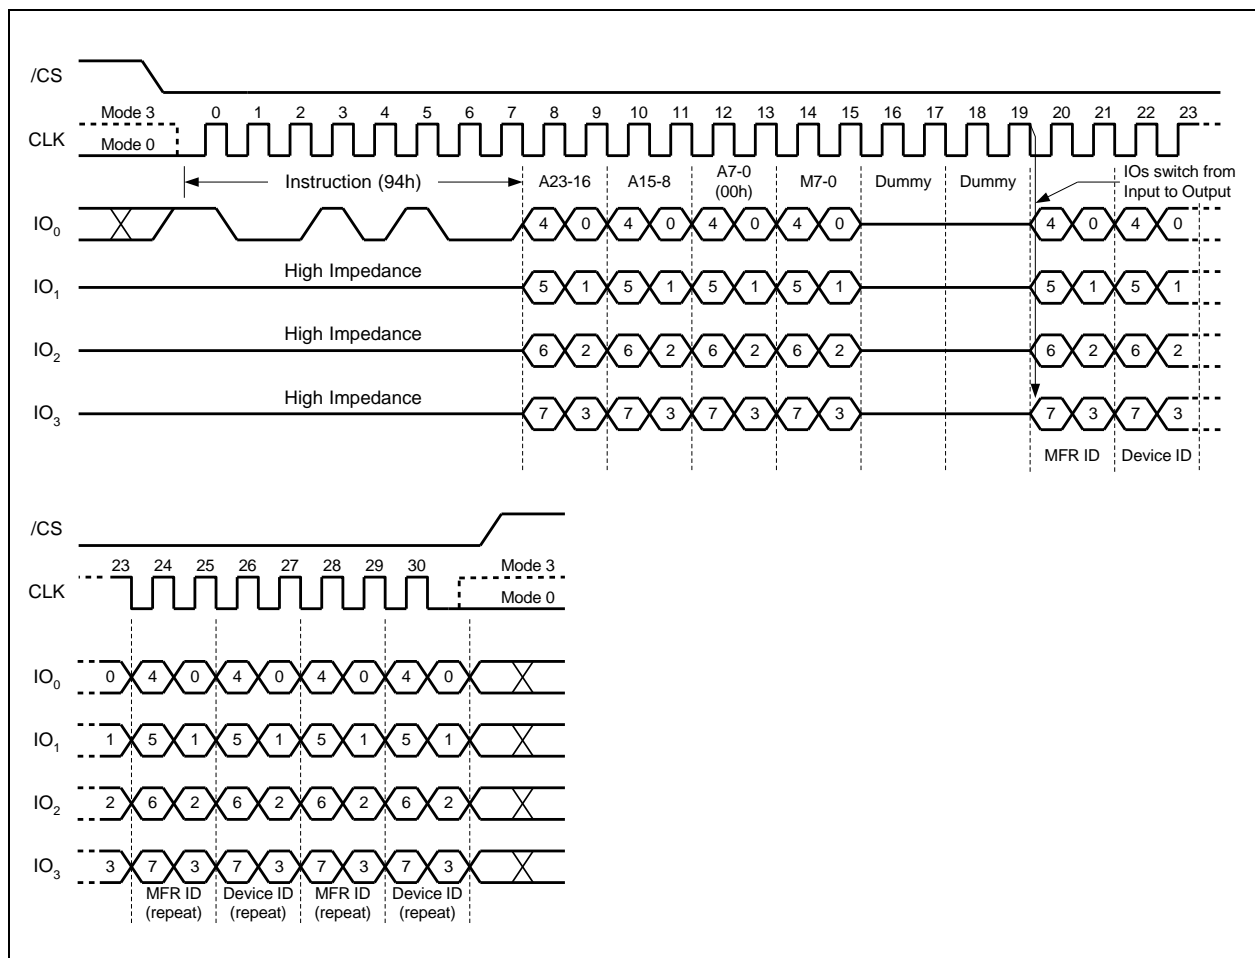 /CS
Mode 3 0 1 2 3 4 5 6 7 8 9 10 11 12 13 14 15 16 17 18 19 20 21 22 23
CLK Mode 0
Instruction (94h) A23-16 A15-8 A7-0 (00h) M7-0 Dummy Dummy IOs switch from Input to Output
IO0 4 0 4 0 4 0 4 0 4 0 4 0
High Impedance
IO1 5 1 5 1 5 1 5 1 5 1 5 1
High Impedance
IO2 6 2 6 2 6 2 6 2 6 2 6 2
High Impedance
IO3 7 3 7 3 7 3 7 3 7 3 7 3
MFR ID Device ID
/CS
23 24 25 26 27 28 29 30 Mode 3
CLK Mode 0
IO0 0 4 0 4 0 4 0 4 0
IO1 1 5 1 5 1 5 1 5 1
IO2 2 6 2 6 2 6 2 6 2
IO3 3 7 3 7 3 7 3 7 3
MFR ID Device ID MFR ID Device ID
(repeat) (repeat) (repeat) (repeat)